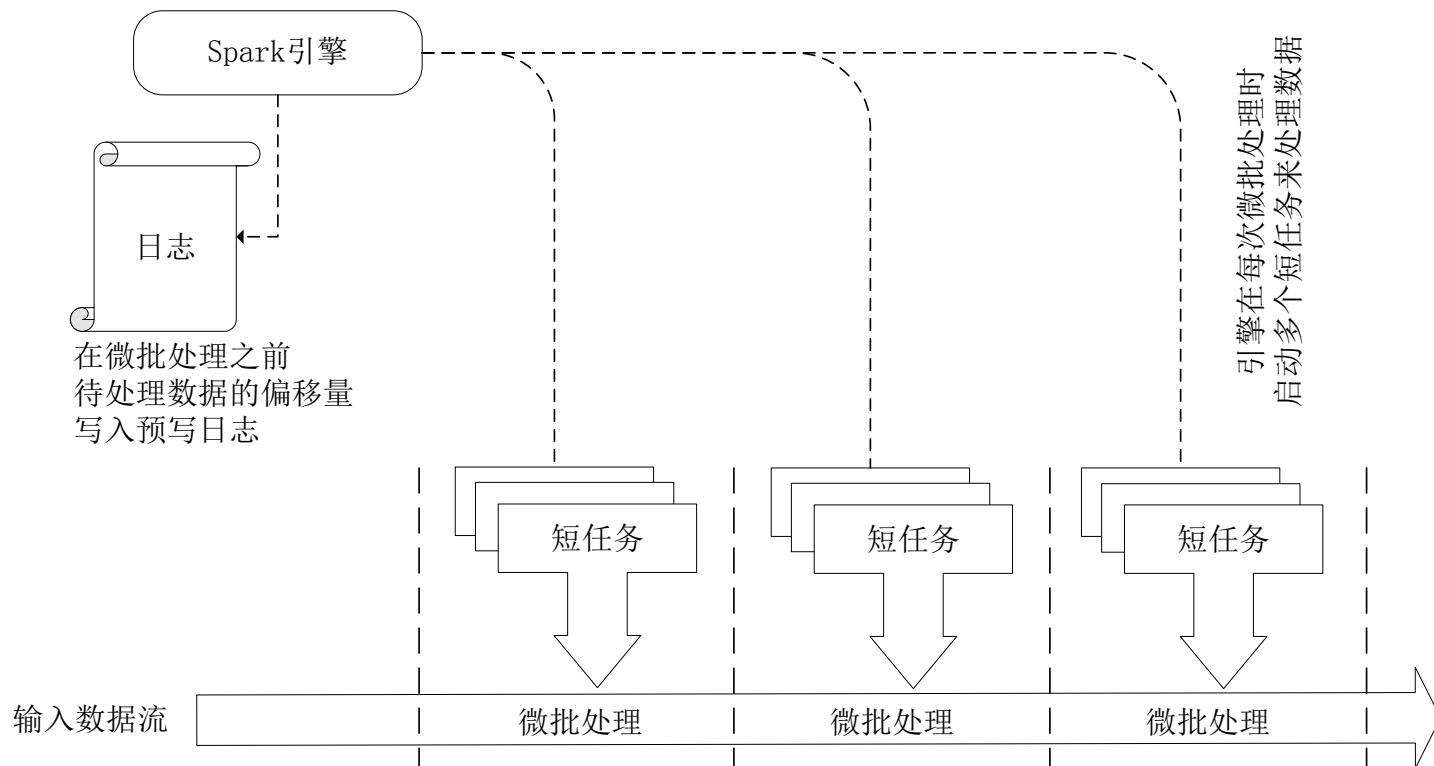 Spark引擎
日志
在微批处理之前
待处理数据的偏移量
写入预写日志
引擎在每次微批处理时
启动多个短任务来处理数据
短任务
短任务
短任务
输入数据流
微批处理
微批处理
微批处理